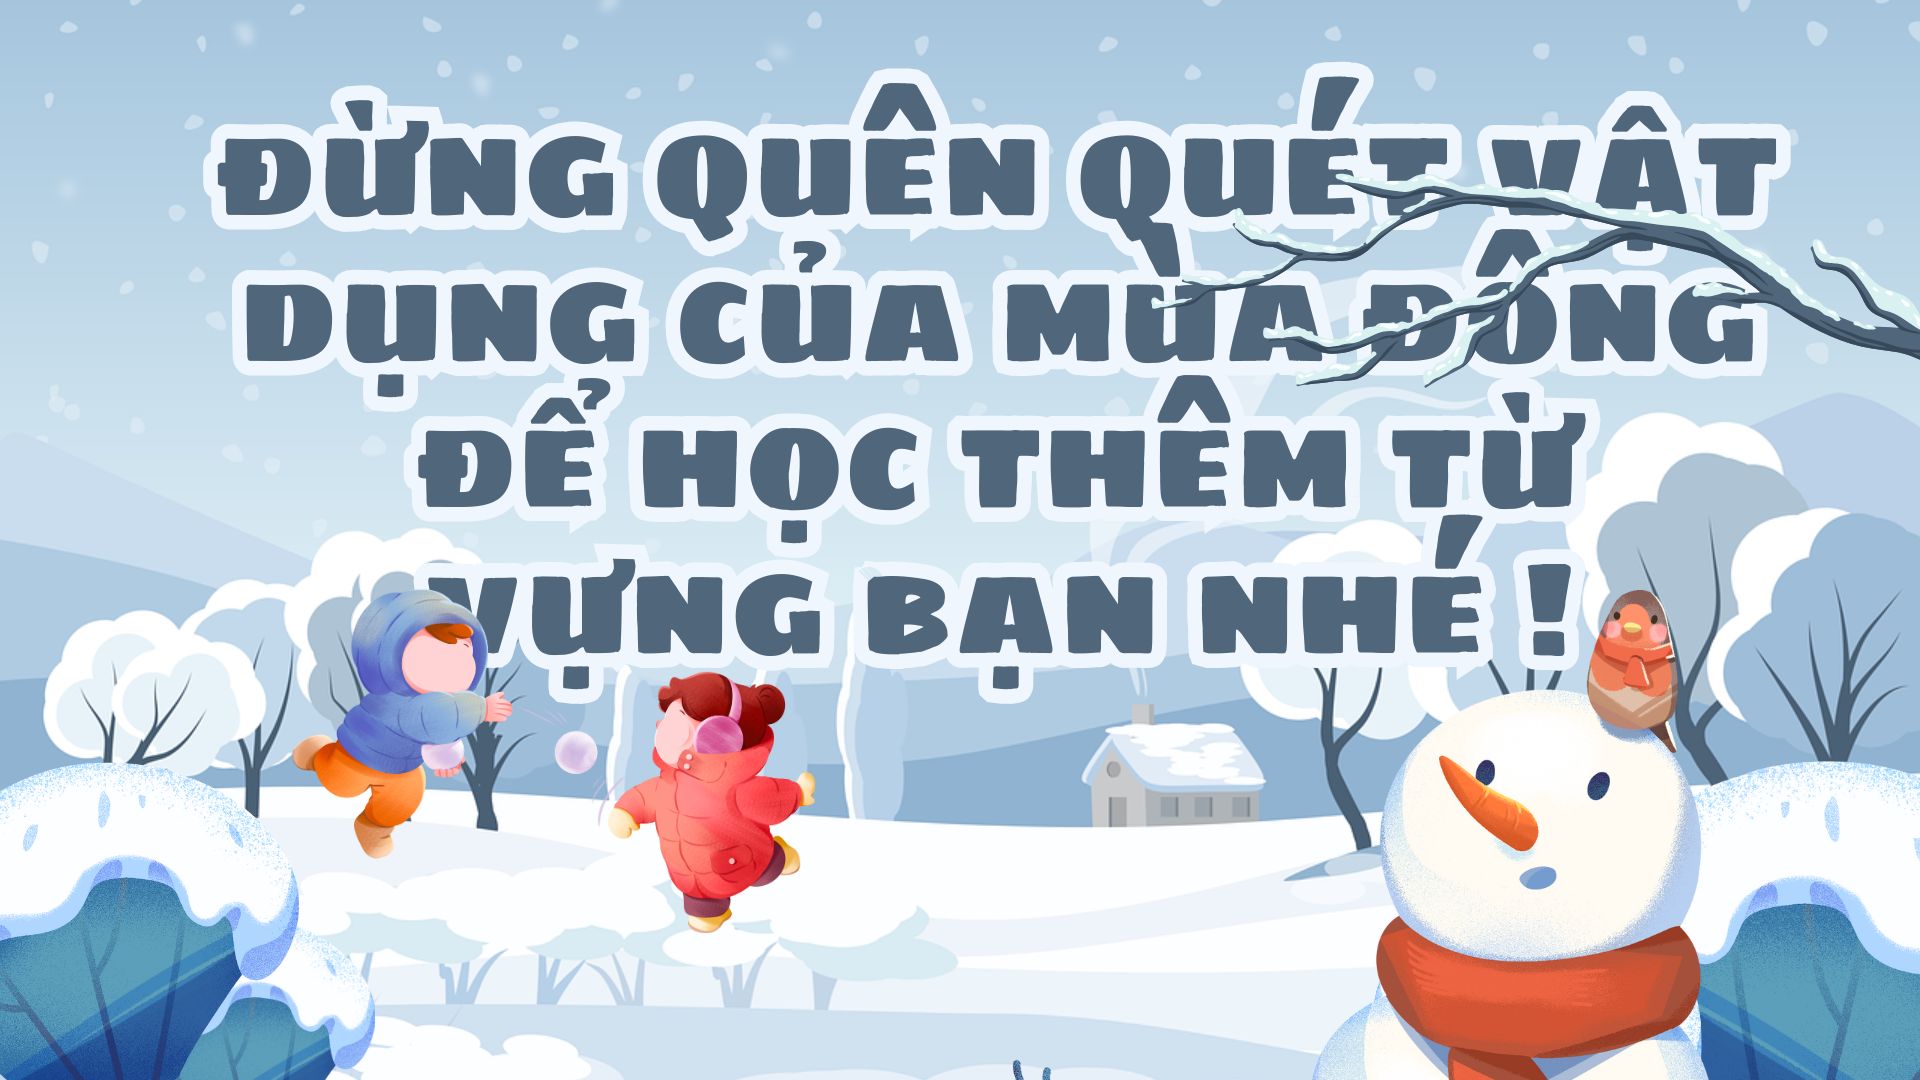 ĐỪNG QUÊN QUÉT VẬT
DỤNG CỦA MÙA ĐÔNG
ĐỂ HỌC THÊM TỪ
VỰNG BẠN NHÉ !